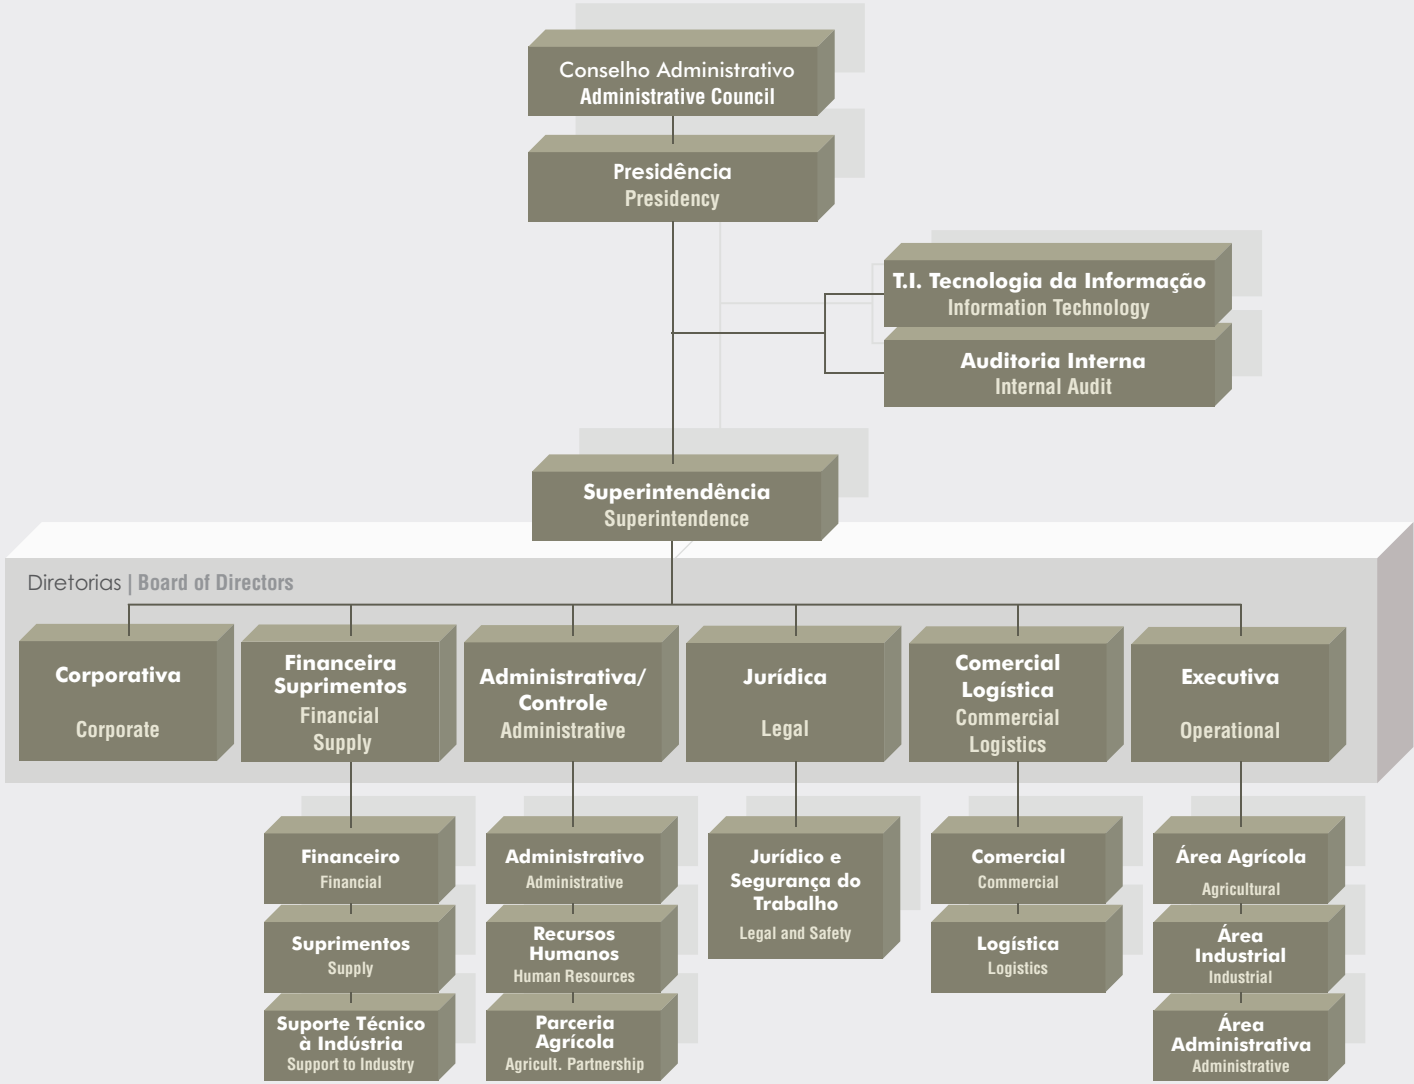 Conselho Administrativo
Administrative Council
Presidência
Presidency
T.I. Tecnologia da Informação
Information Technology
Auditoria Interna
Internal Audit
Superintendência
Superintendence
Diretorias | Board of Directors
Corporativa
Corporate
Financeira
Suprimentos
Financial
Supply
Administrativa/
Controle
Administrative
Jurídica
Legal
Comercial
Logística
Commercial
Logistics
Executiva
Operational
Financeiro
Financial
Suprimentos
Supply
Suporte Técnico
à Indústria
Support to Industry
Administrativo
Administrative
Recursos
Humanos
Human Resources
Parceria
Agrícola
Agricult. Partnership
Jurídico e
Segurança do
Trabalho
Legal and Safety
Comercial
Commercial
Logística
Logistics
Área Agrícola
Agricultural
Área
Industrial
Industrial
Área
Administrativa
Administrative